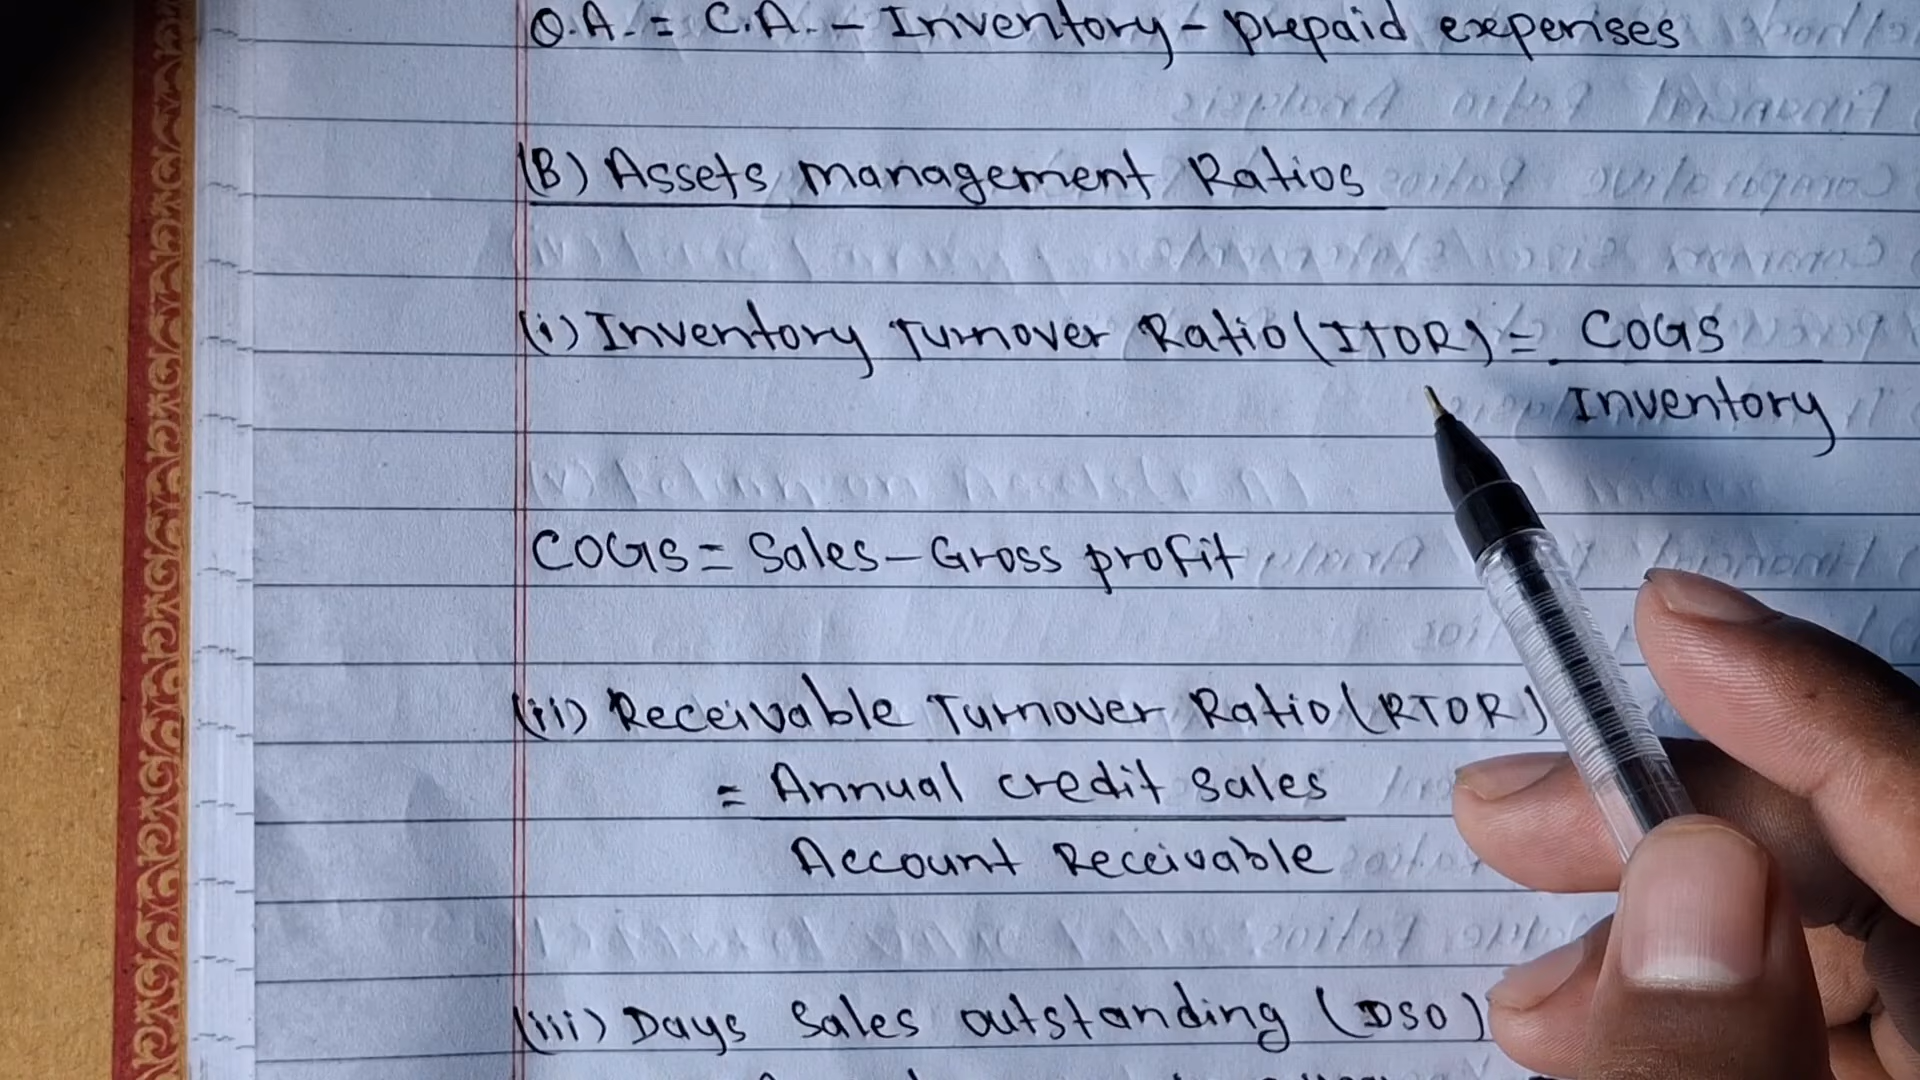 Q.A. = C.A. - Inventory - prepaid expenses
(B) Assets management Ratios
(i) Inventory Turnover Ratio (ITOR) = COGS
Inventory
COGS = Sales - Gross profit
(ii) Receivable Turnover Ratio (RTOR)
= Annual credit sales
Account Receivable
(iii) Days Sales outstanding (DSO)